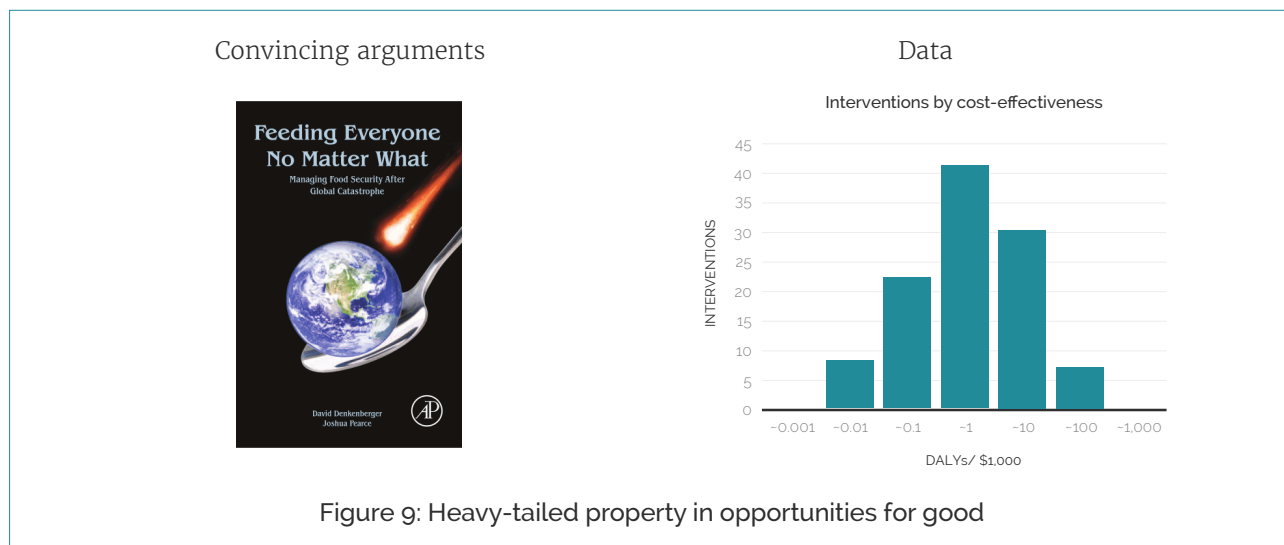 Convincing arguments
Feeding Everyone
No Matter What
Managing Food Security After
Global Catastrophe
David Denkenberger
Joshua Pearce
AP
Data
Interventions by cost-effectiveness
INTERVENTIONS
45
40
35
30
25
20
15
10
5
0
~0.001 ~0.01 ~0.1 ~1 ~10 ~100 ~1,000
DALYs/ $1,000
Figure 9: Heavy-tailed property in opportunities for good